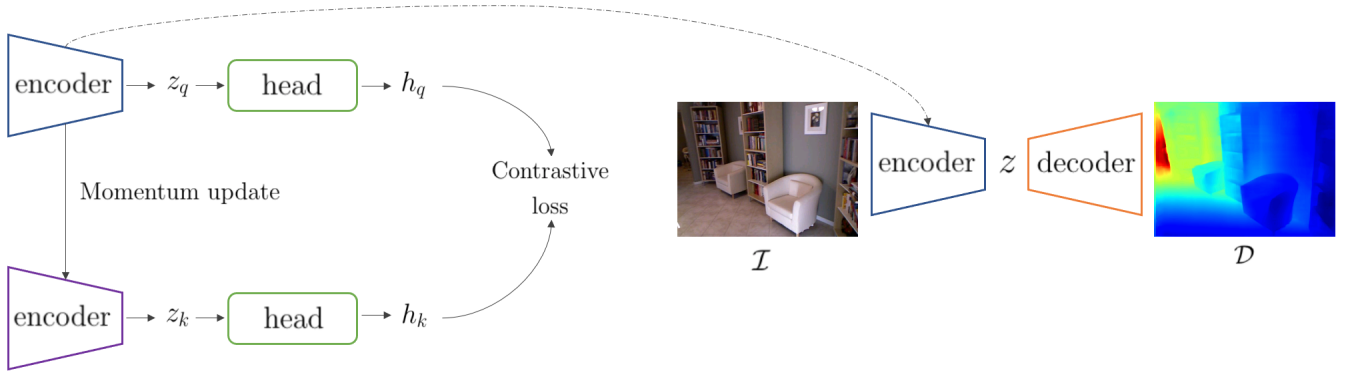 encoder
z_q
head
h_q
Momentum update
Contrastive
loss
encoder
z_k
head
h_k
encoder
z
decoder
I
D